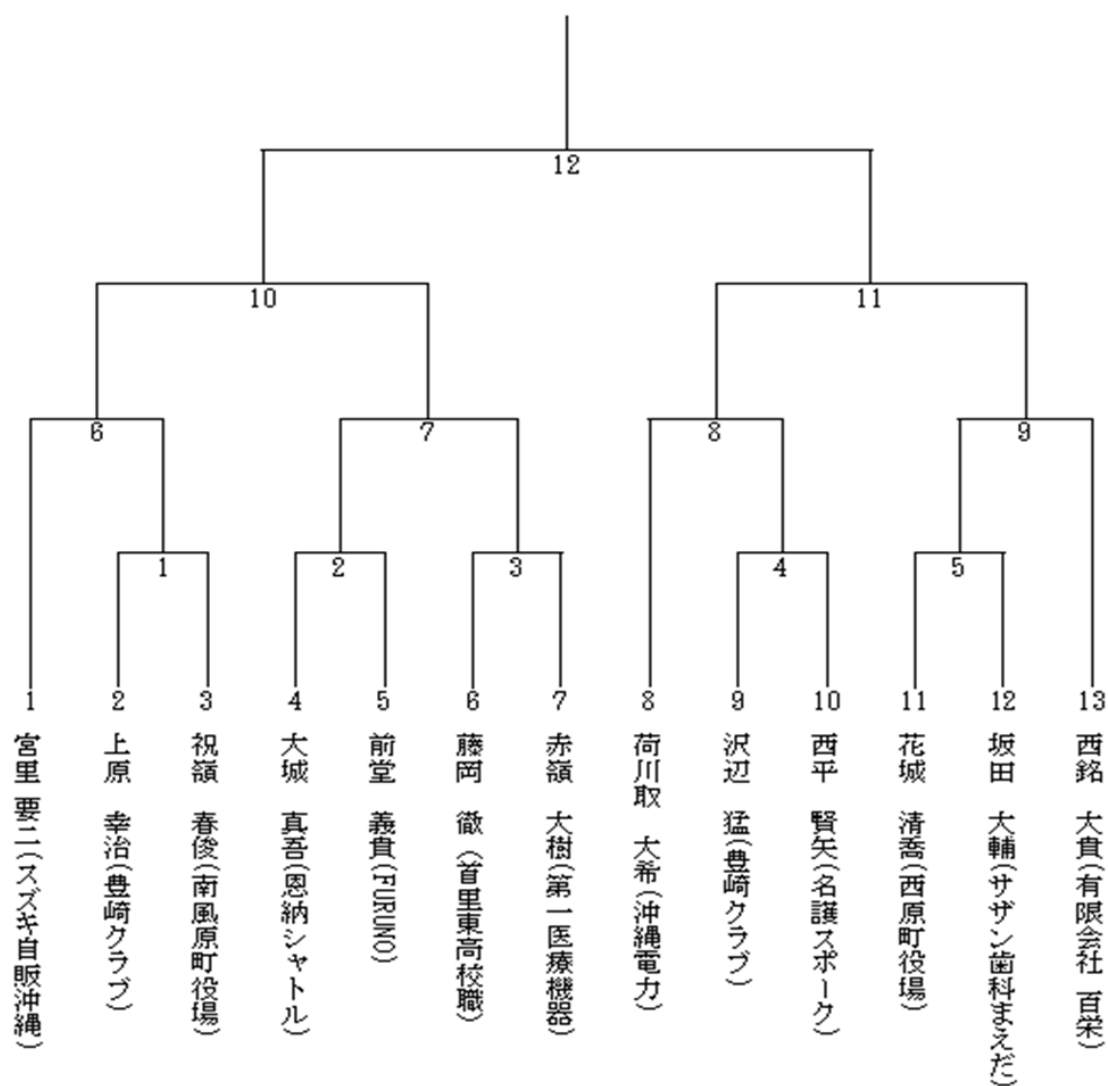 12
10
11
6
7
8
9
1
2
3
4
5
1
2
3
4
5
6
7
8
9
10
11
12
13
宮里 要二(スズキ自販沖縄)
上原 幸治(豊崎クラブ)
祝嶺 春俊(南風原町役場)
大城 真吾(恩納シャトル)
前堂 義貴(FURUNO)
藤岡 徹 (首里東高校職)
赤嶺 大樹(第一医療機器)
荷川取 大希(沖縄電力)
沢辺 猛(豊崎クラブ)
西平 賢矢(名護スポーク)
花城 清喬(西原町役場)
坂田 大輔(サザン歯科まえだ)
西銘 大貴(有限会社 百栄)